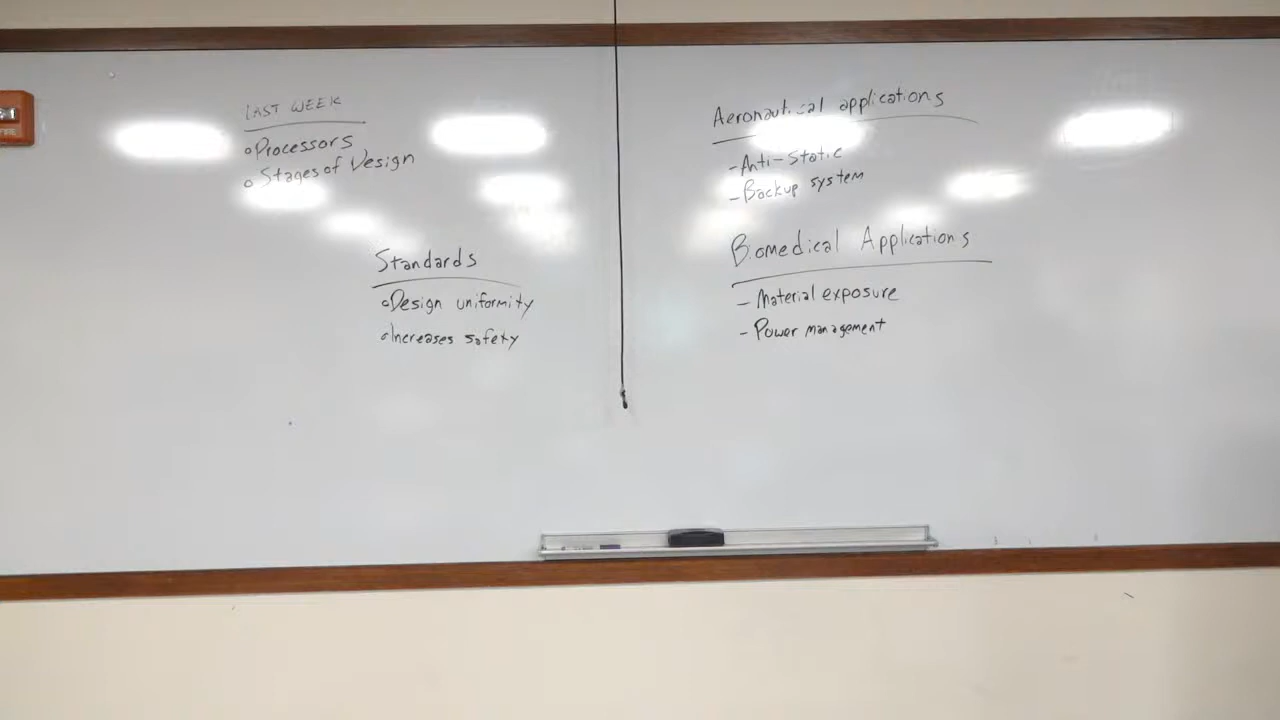 LAST WEEK
Processors
Stages of Design
Standards
Design uniformity
Increases safety
Aeronautical applications
- Anti-static
- Backup system
Biomedical Applications
- Material exposure
- Power management
FIRE